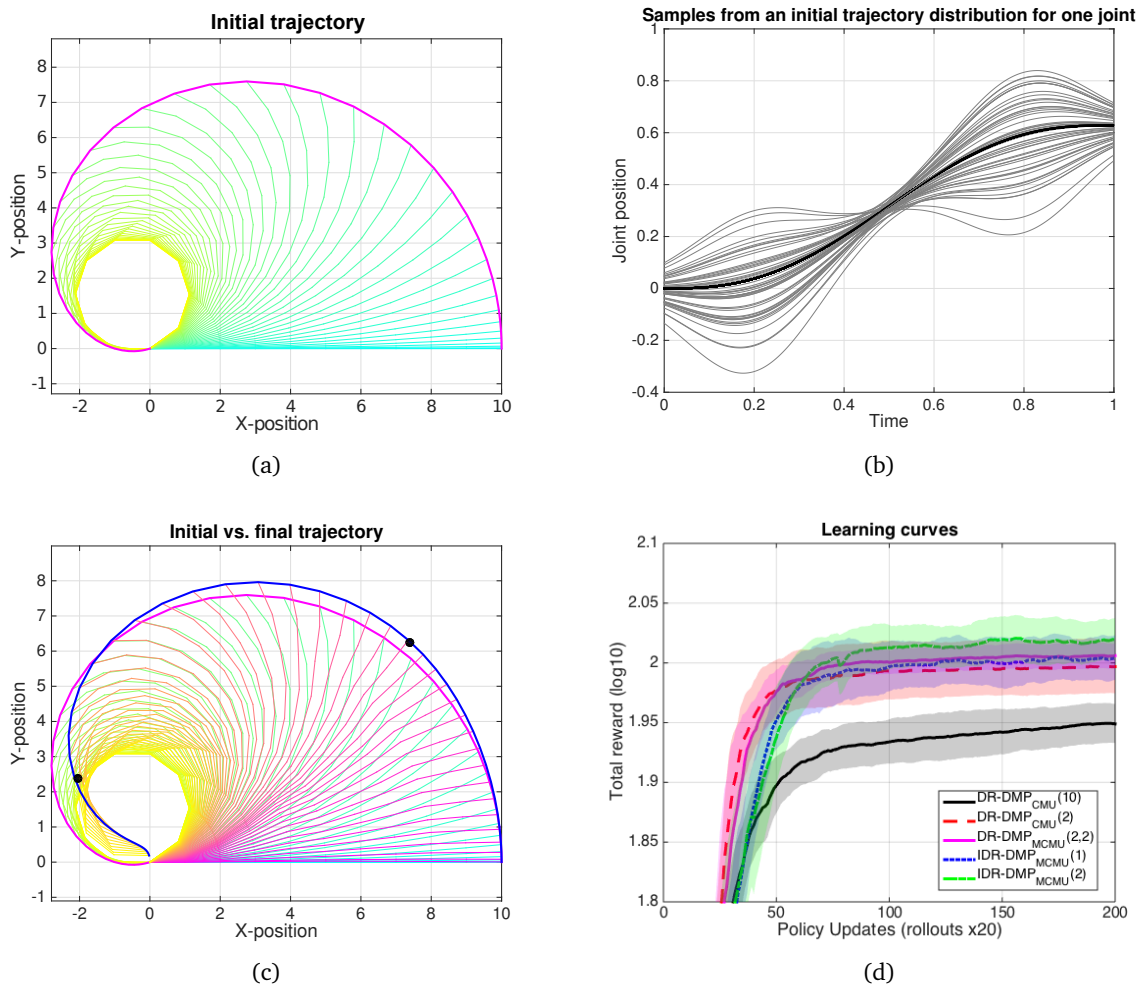 Initial trajectory
8
7
6
5
4
3
2
1
0
-1
Y-position
-2 0 2 4 6 8 10
X-position
(a)
Samples from an initial trajectory distribution for one joint
1
0.8
0.6
0.4
0.2
0
-0.2
-0.4
Joint position
0 0.2 0.4 0.6 0.8 1
Time
(b)
Initial vs. final trajectory
8
7
6
5
4
3
2
1
0
-1
Y-position
-2 0 2 4 6 8 10
X-position
(c)
Learning curves
2.1
2.05
2
1.95
1.9
1.85
1.8
Total reward (log10)
DR-DMP_CMU(10)
DR-DMP_CMU(2)
DR-DMP_MCMU(2,2)
IDR-DMP_MCMU(1)
IDR-DMP_MCMU(2)
0 50 100 150 200
Policy Updates (rollouts x20)
(d)